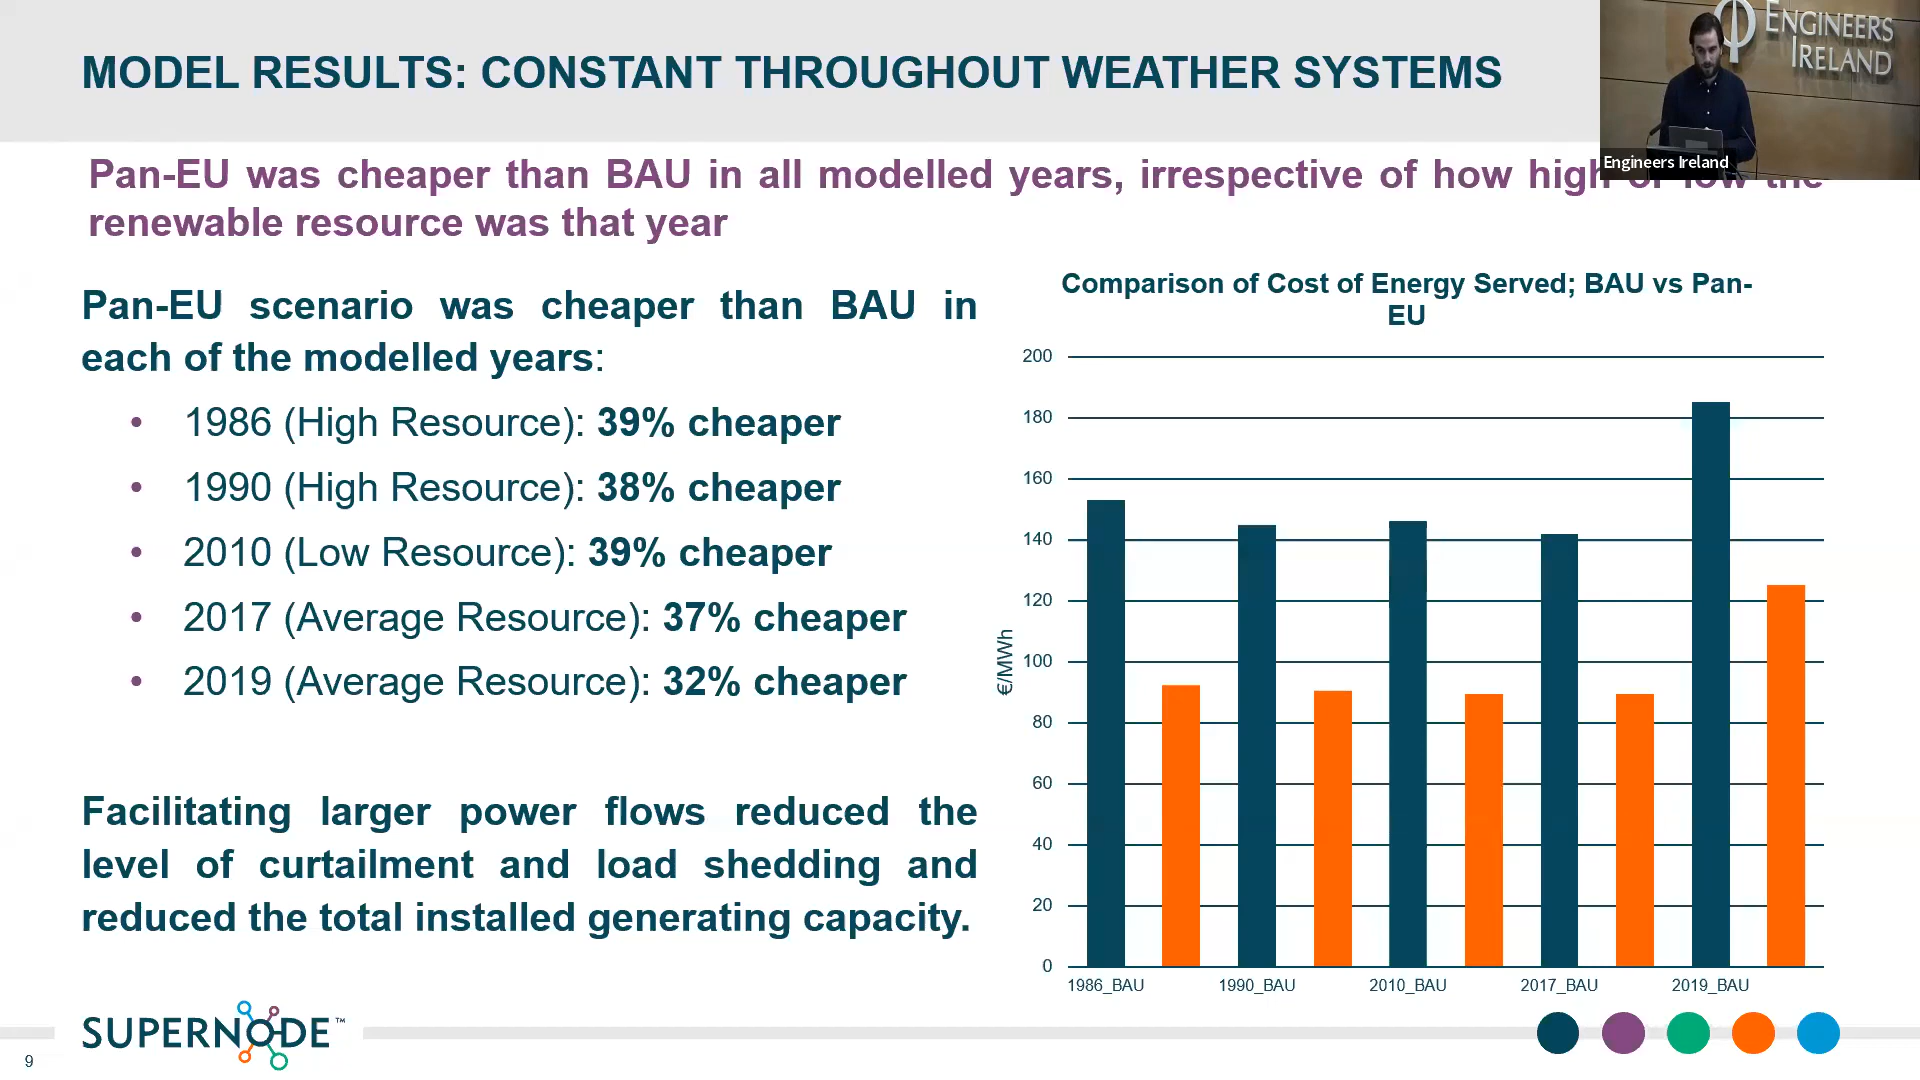 MODEL RESULTS: CONSTANT THROUGHOUT WEATHER SYSTEMS
ENGINEERS
IRELAND
Engineers Ireland
Pan-EU was cheaper than BAU in all modelled years, irrespective of how high or low the
renewable resource was that year
Pan-EU scenario was cheaper than BAU in
each of the modelled years:
• 1986 (High Resource): 39% cheaper
• 1990 (High Resource): 38% cheaper
• 2010 (Low Resource): 39% cheaper
• 2017 (Average Resource): 37% cheaper
• 2019 (Average Resource): 32% cheaper
Facilitating larger power flows reduced the
level of curtailment and load shedding and
reduced the total installed generating capacity.
Comparison of Cost of Energy Served; BAU vs Pan-
EU
€/MWh
200
180
160
140
120
100
80
60
40
20
0
1986_BAU 1990_BAU 2010_BAU 2017_BAU 2019_BAU
SUPERNODE™
9